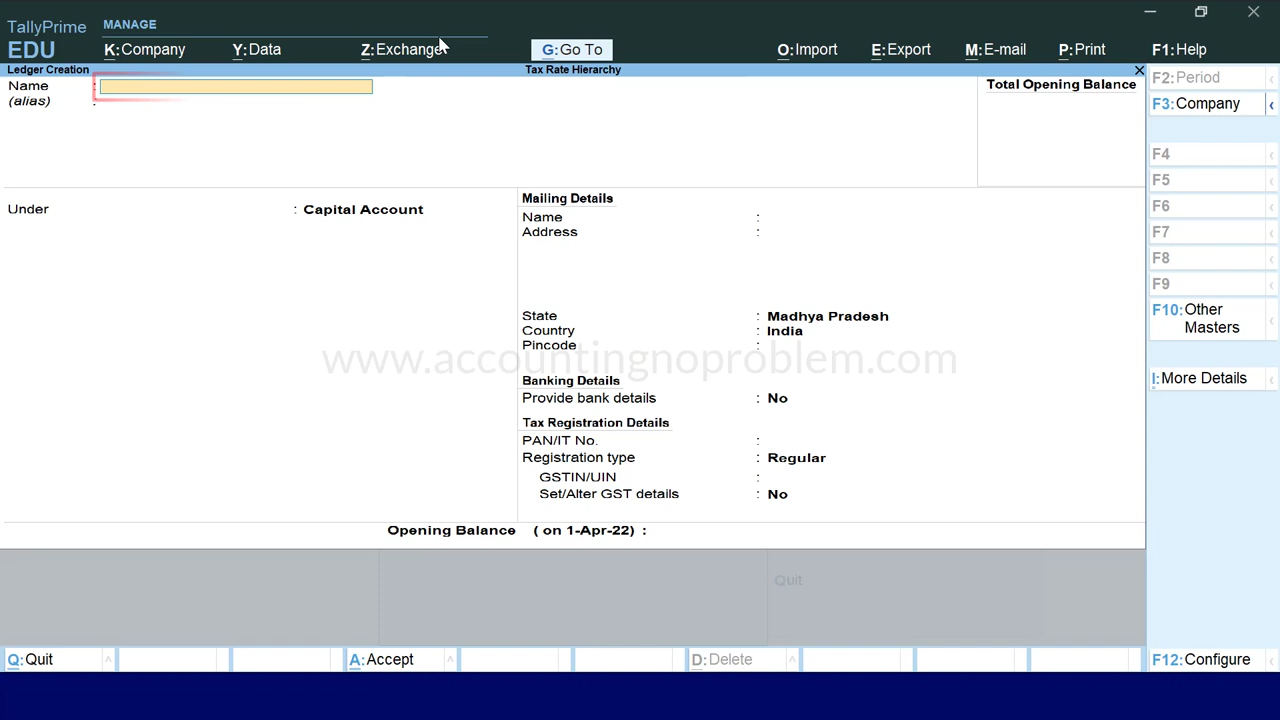 TallyPrime
EDU
MANAGE
K:Company Y:Data Z:Exchange G:Go To O:Import E:Export M:E-mail P:Print F1:Help
Ledger Creation Tax Rate Hierarchy
Name :
(alias) :
Total Opening Balance
Under : Capital Account
Mailing Details
Name :
Address :
State : Madhya Pradesh
Country : India
Pincode :
www.accountingnoproblem.com
Banking Details
Provide bank details : No
Tax Registration Details
PAN/IT No. :
Registration type : Regular
GSTIN/UIN :
Set/Alter GST details : No
Opening Balance ( on 1-Apr-22) :
Quit
F2:Period
F3:Company
F4
F5
F6
F7
F8
F9
F10:Other
Masters
I:More Details
Q:Quit A:Accept D:Delete F12:Configure